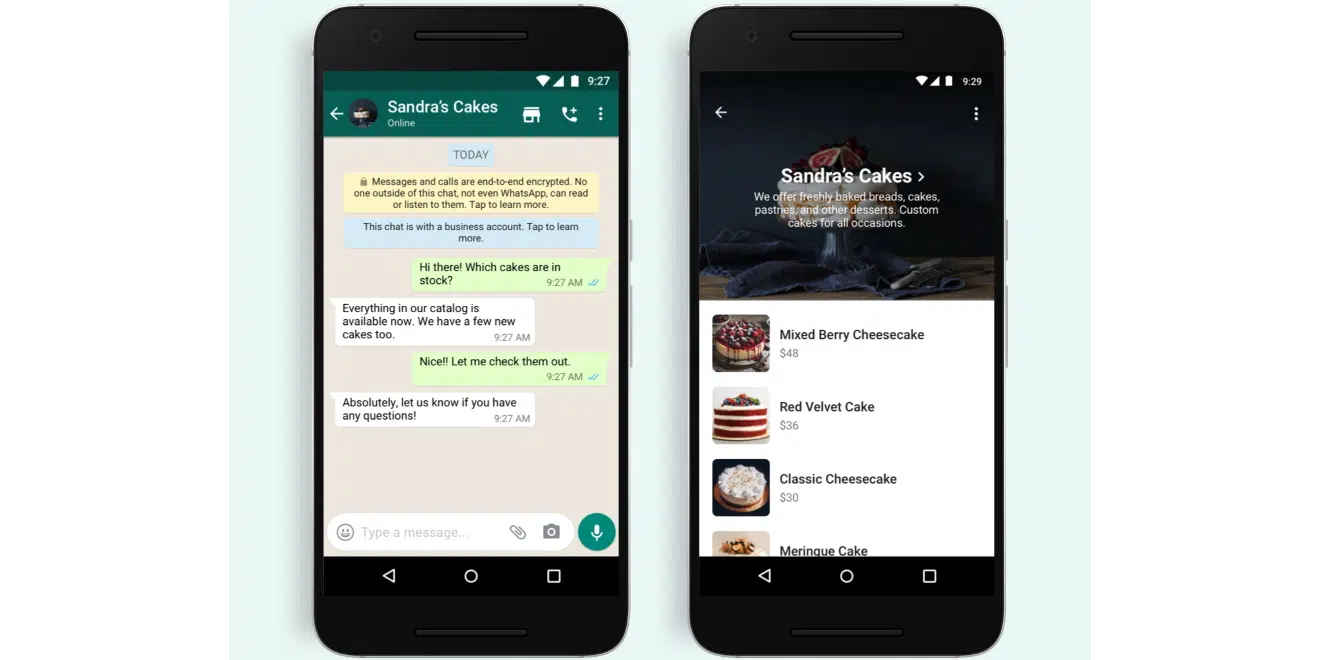 9:27
Sandra's Cakes
Online
TODAY
Messages and calls are end-to-end encrypted. No
one outside of this chat, not even WhatsApp, can read
or listen to them. Tap to learn more.
This chat is with a business account. Tap to learn
more.
Hi there! Which cakes are in
stock?
9:27 AM
Everything in our catalog is
available now. We have a few new
cakes too.
9:27 AM
Nice!! Let me check them out.
9:27 AM
Absolutely, let us know if you have
any questions!
9:27 AM
Type a message...
9:29
Sandra's Cakes
We offer freshly baked breads, cakes,
pastries, and other desserts. Custom
cakes for all occasions.
Mixed Berry Cheesecake
$48
Red Velvet Cake
$36
Classic Cheesecake
$30
Meringue Cake